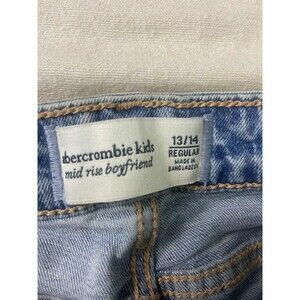 abercrombie kids
mid rise boyfriend
13/14
REGULAR
MADE IN
BANGLADESH